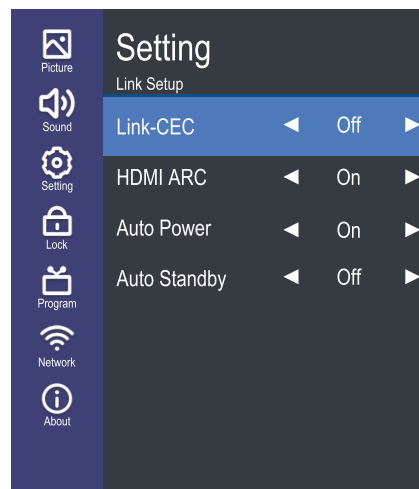 Picture
Sound
Setting
Lock
Program
Network
About
Setting
Link Setup
Link-CEC Off
HDMI ARC On
Auto Power On
Auto Standby Off